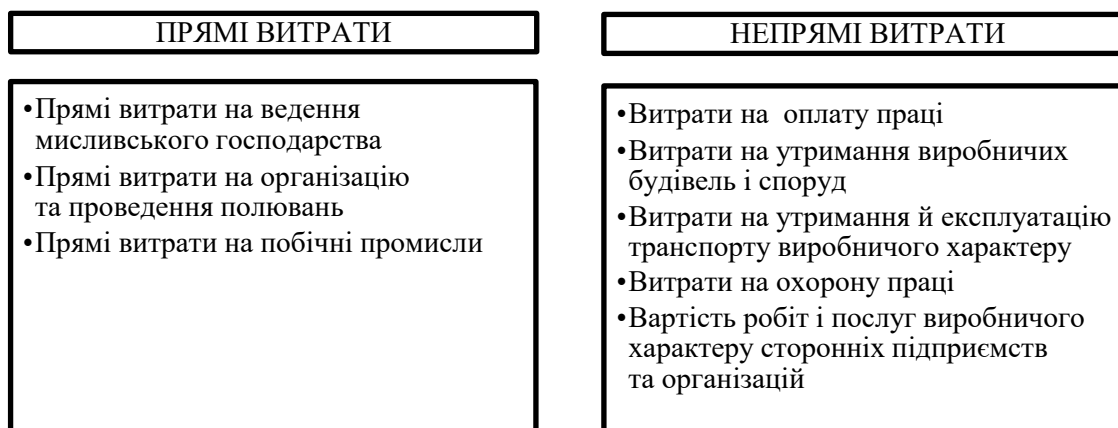 ПРЯМІ ВИТРАТИ
•Прямі витрати на ведення
мисливського господарства
•Прямі витрати на організацію
та проведення полювань
•Прямі витрати на побічні промисли
НЕПРЯМІ ВИТРАТИ
•Витрати на оплату праці
•Витрати на утримання виробничих
будівель і споруд
•Витрати на утримання й експлуатацію
транспорту виробничого характеру
•Витрати на охорону праці
•Вартість робіт і послуг виробничого
характеру сторонніх підприємств
та організацій